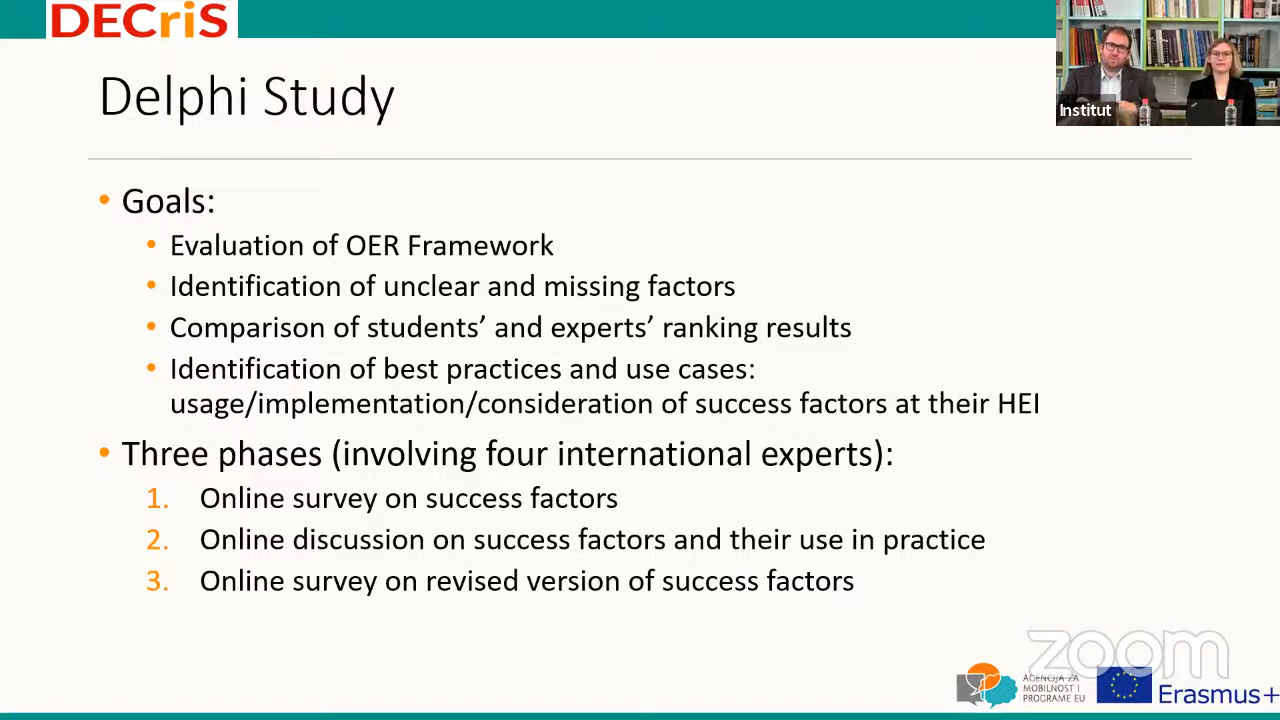 DECriS
Delphi Study
Institut
• Goals:
• Evaluation of OER Framework
• Identification of unclear and missing factors
• Comparison of students’ and experts’ ranking results
• Identification of best practices and use cases:
usage/implementation/consideration of success factors at their HEI
• Three phases (involving four international experts):
1. Online survey on success factors
2. Online discussion on success factors and their use in practice
3. Online survey on revised version of success factors
zoom
AGENCIJA ZA
MOBILNOST I
PROGRAME EU
Erasmus+